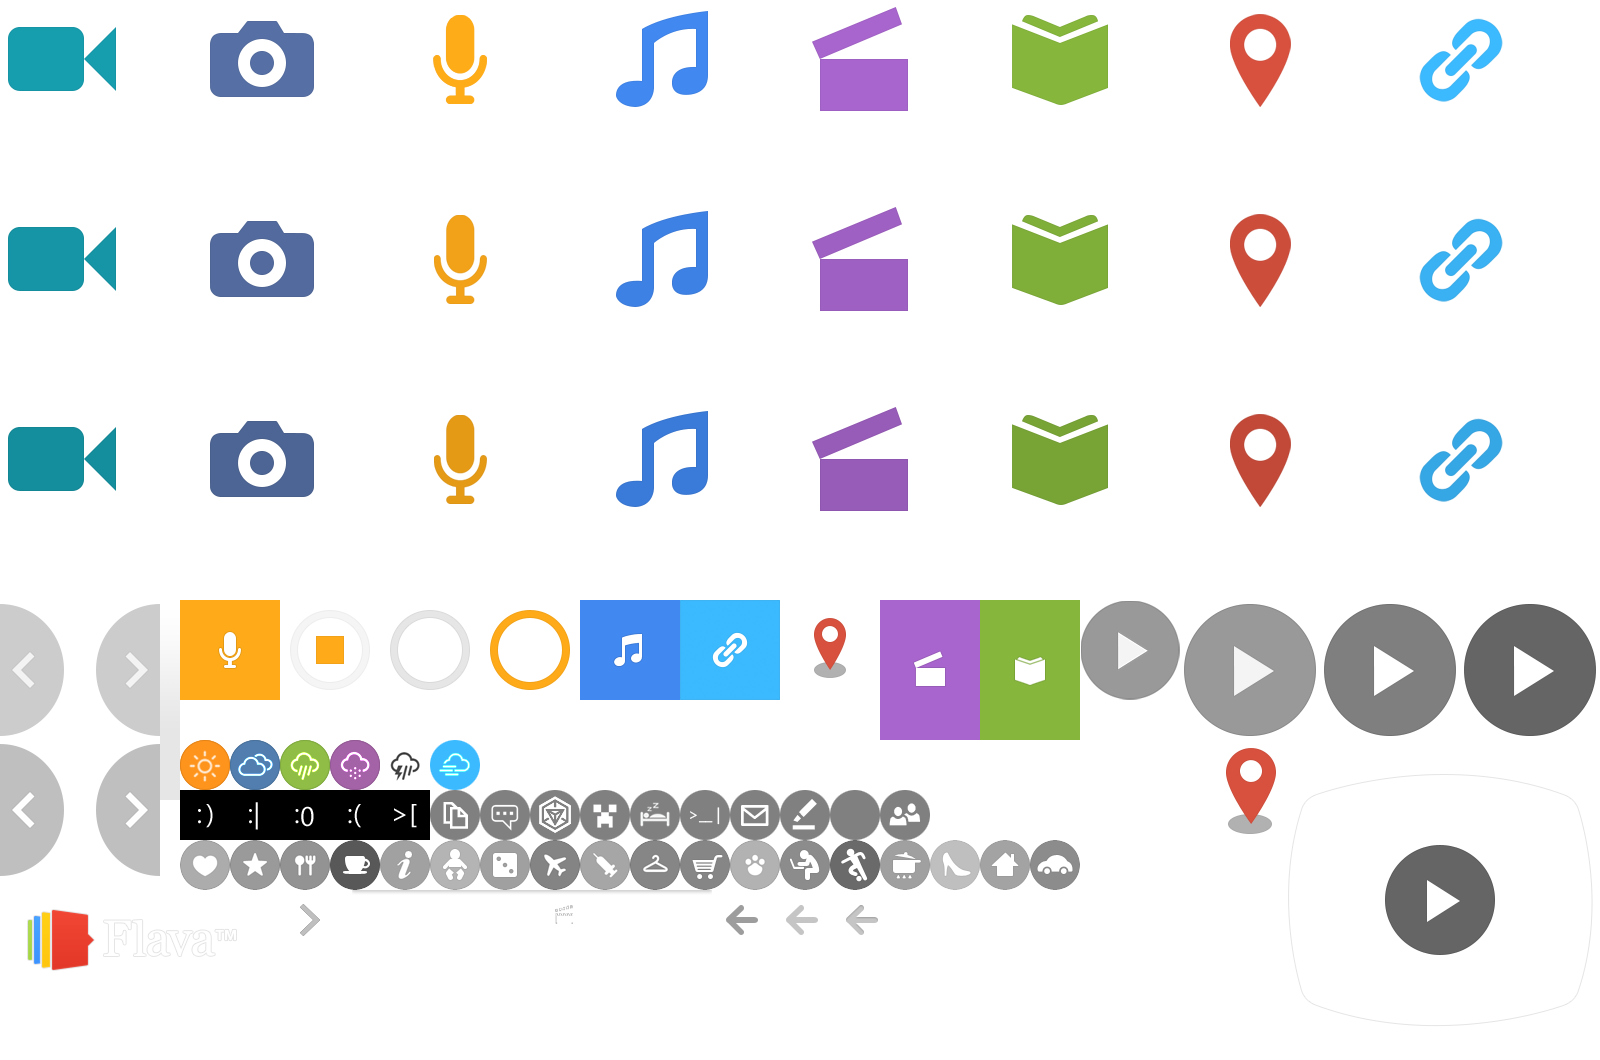 :) :| :0 :( >[
>_|
z z
Flava™